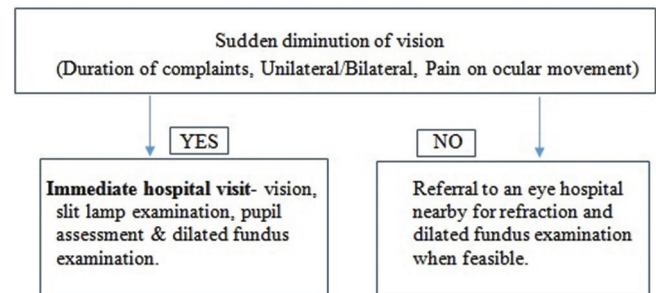 Sudden diminution of vision
(Duration of complaints, Unilateral/Bilateral, Pain on ocular movement)
YES
NO
Immediate hospital visit- vision,
slit lamp examination, pupil
assessment & dilated fundus
examination.
Referral to an eye hospital
nearby for refraction and
dilated fundus examination
when feasible.